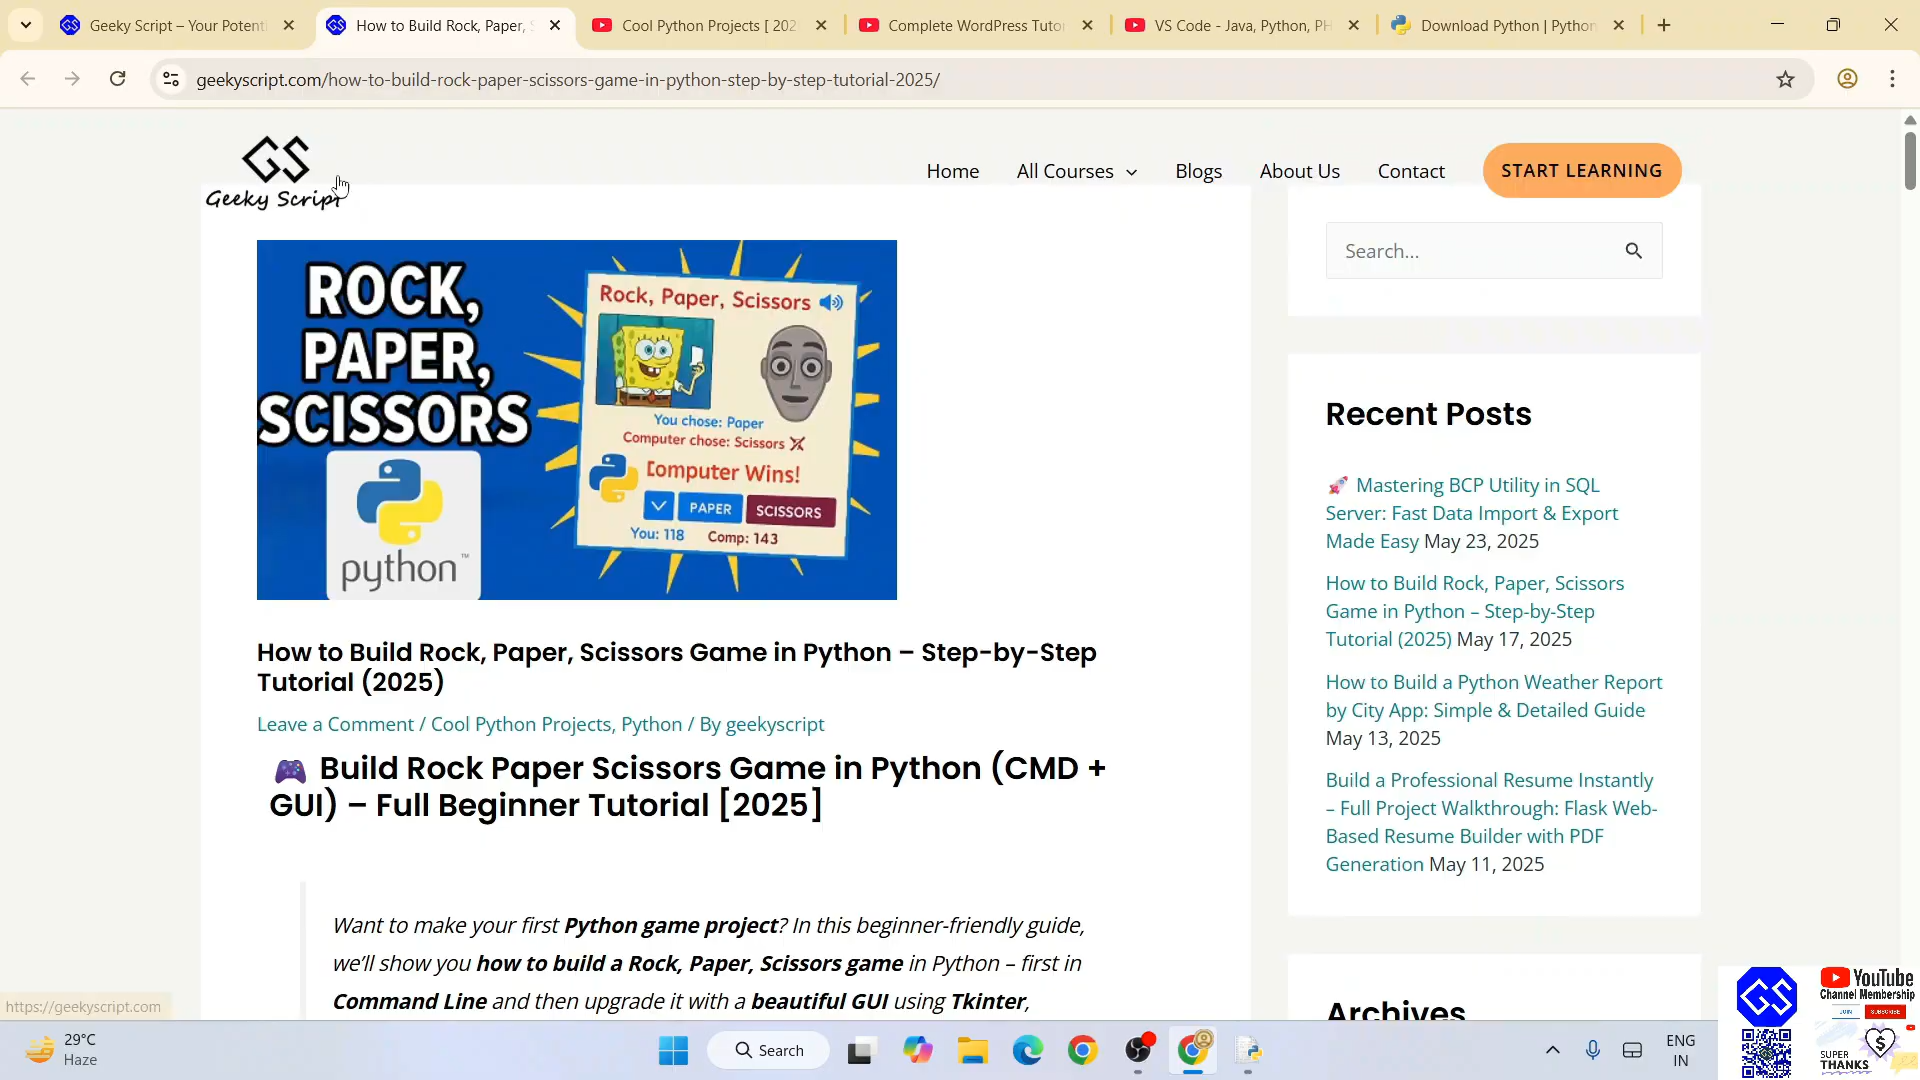 Geeky Script – Your Potenti
How to Build Rock, Paper, S
Cool Python Projects [ 202
Complete WordPress Tutor
VS Code - Java, Python, PH
Download Python | Python
geekyscript.com/how-to-build-rock-paper-scissors-game-in-python-step-by-step-tutorial-2025/
GS
Geeky Script
Home
All Courses
Blogs
About Us
Contact
START LEARNING
Search...
ROCK,
PAPER,
SCISSORS
python™
Rock, Paper, Scissors
You chose: Paper
Computer chose: Scissors
Computer Wins!
PAPER
SCISSORS
You: 118 Comp: 143
How to Build Rock, Paper, Scissors Game in Python – Step-by-Step
Tutorial (2025)
Leave a Comment / Cool Python Projects, Python / By geekyscript
🎮 Build Rock Paper Scissors Game in Python (CMD +
GUI) – Full Beginner Tutorial [2025]
Want to make your first Python game project? In this beginner-friendly guide,
we'll show you how to build a Rock, Paper, Scissors game in Python – first in
Command Line and then upgrade it with a beautiful GUI using Tkinter,
Recent Posts
🚀 Mastering BCP Utility in SQL
Server: Fast Data Import & Export
Made Easy May 23, 2025
How to Build Rock, Paper, Scissors
Game in Python – Step-by-Step
Tutorial (2025) May 17, 2025
How to Build a Python Weather Report
by City App: Simple & Detailed Guide
May 13, 2025
Build a Professional Resume Instantly
– Full Project Walkthrough: Flask Web-
Based Resume Builder with PDF
Generation May 11, 2025
Archives
https://geekyscript.com
GS
YouTube
Channel Membership
JOIN
SUBSCRIBE
SUPER
THANKS
29°C
Haze
Search
ENG
IN